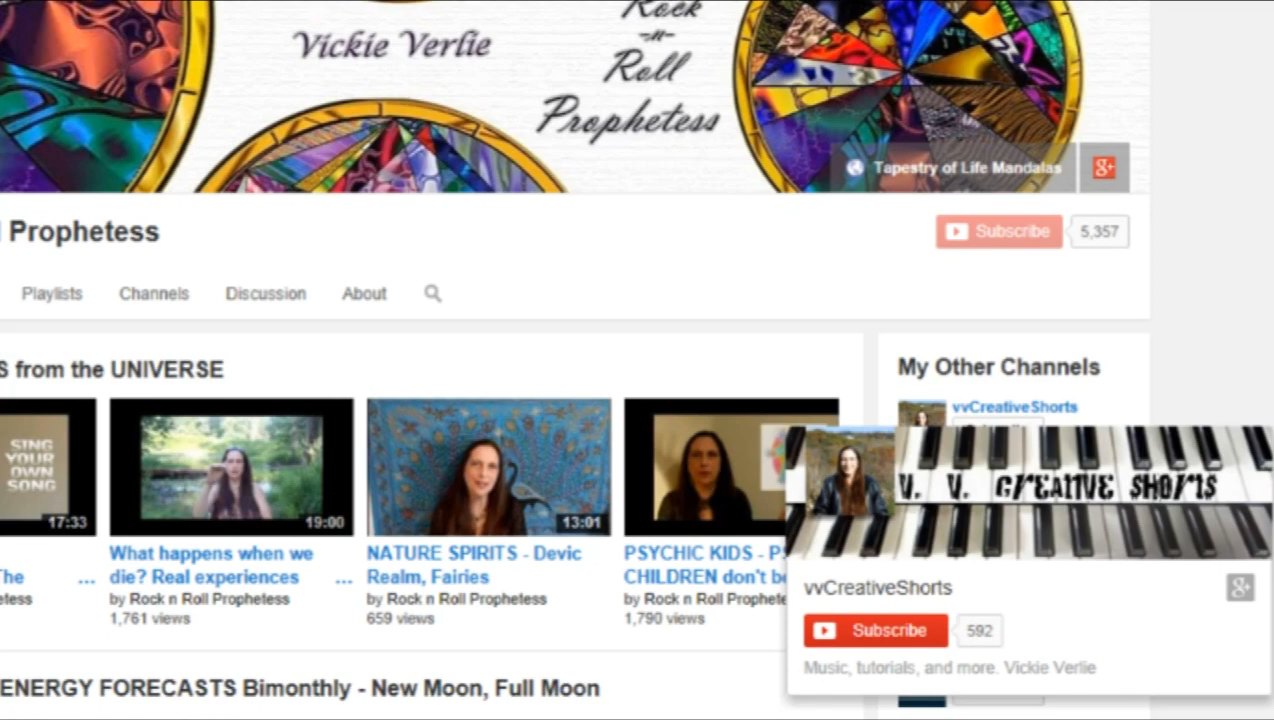 Rock
-n-
Vickie Verlie
Roll
Prophetess
Tapestry of Life Mandalas
g+
Prophetess
Subscribe 5,357
Playlists Channels Discussion About
from the UNIVERSE
My Other Channels
vvCreativeShorts
SING
YOUR
OWN
SONG
17:33
19:00
13:01
V. V. CREATIVE SHORTS
What happens when we
die? Real experiences ...
by Rock n Roll Prophetess
1,761 views
NATURE SPIRITS - Devic
Realm, Fairies
by Rock n Roll Prophetess
659 views
PSYCHIC KIDS -
CHILDREN don't
by Rock n Roll
1,790 views
...
vvCreativeShorts
g+
Subscribe 592
Music, tutorials, and more. Vickie Verlie
ENERGY FORECASTS Bimonthly - New Moon, Full Moon